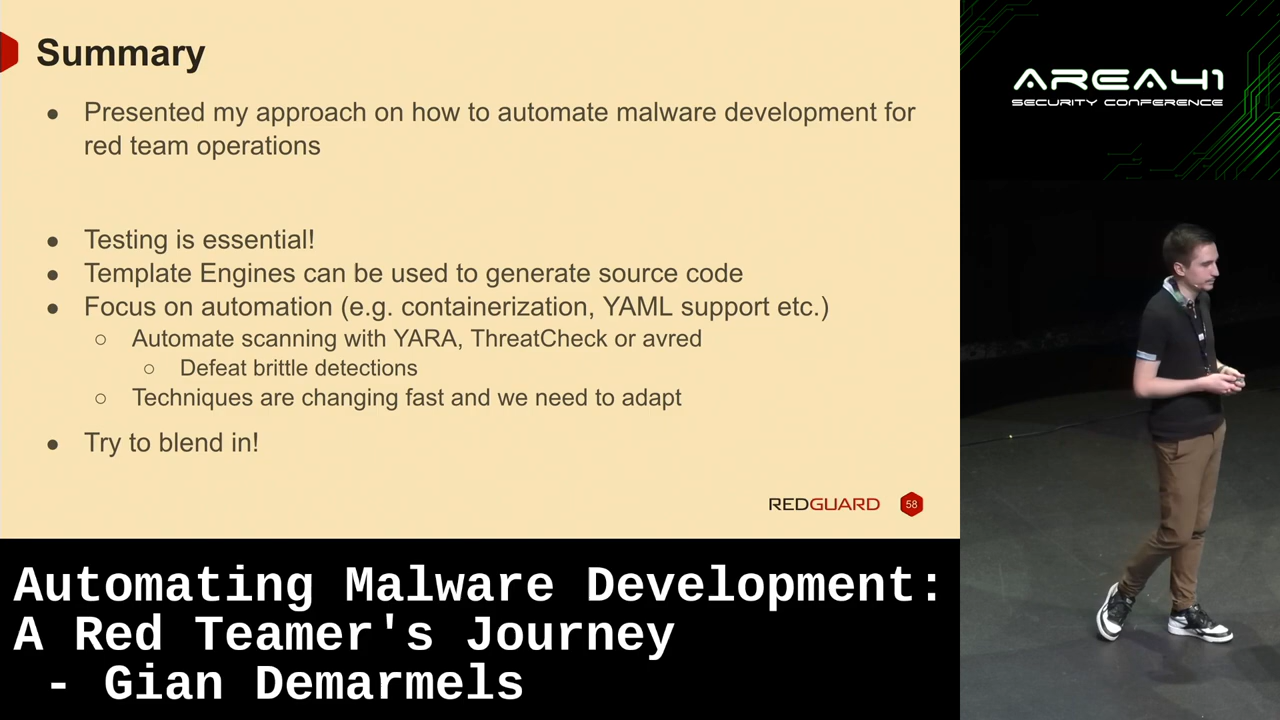 Summary
● Presented my approach on how to automate malware development for
red team operations
● Testing is essential!
● Template Engines can be used to generate source code
● Focus on automation (e.g. containerization, YAML support etc.)
○ Automate scanning with YARA, ThreatCheck or avred
○ Defeat brittle detections
○ Techniques are changing fast and we need to adapt
● Try to blend in!
REDGUARD
58
AREA41
SECURITY CONFERENCE
Automating Malware Development:
A Red Teamer's Journey
- Gian Demarmels